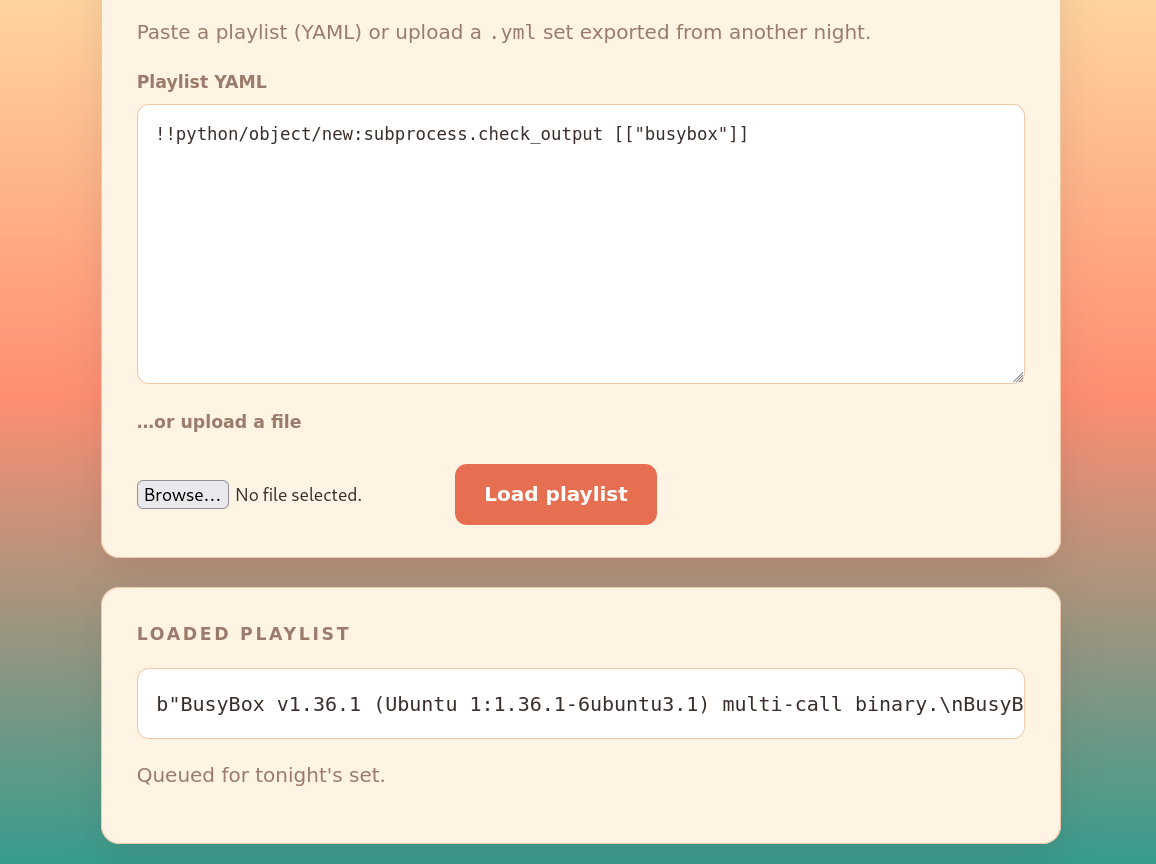 Paste a playlist (YAML) or upload a .yml set exported from another night.
Playlist YAML
!!python/object/new:subprocess.check_output [["busybox"]]
…or upload a file
Browse… No file selected.
Load playlist
LOADED PLAYLIST
b"BusyBox v1.36.1 (Ubuntu 1:1.36.1-6ubuntu3.1) multi-call binary.\nBusyB
Queued for tonight's set.